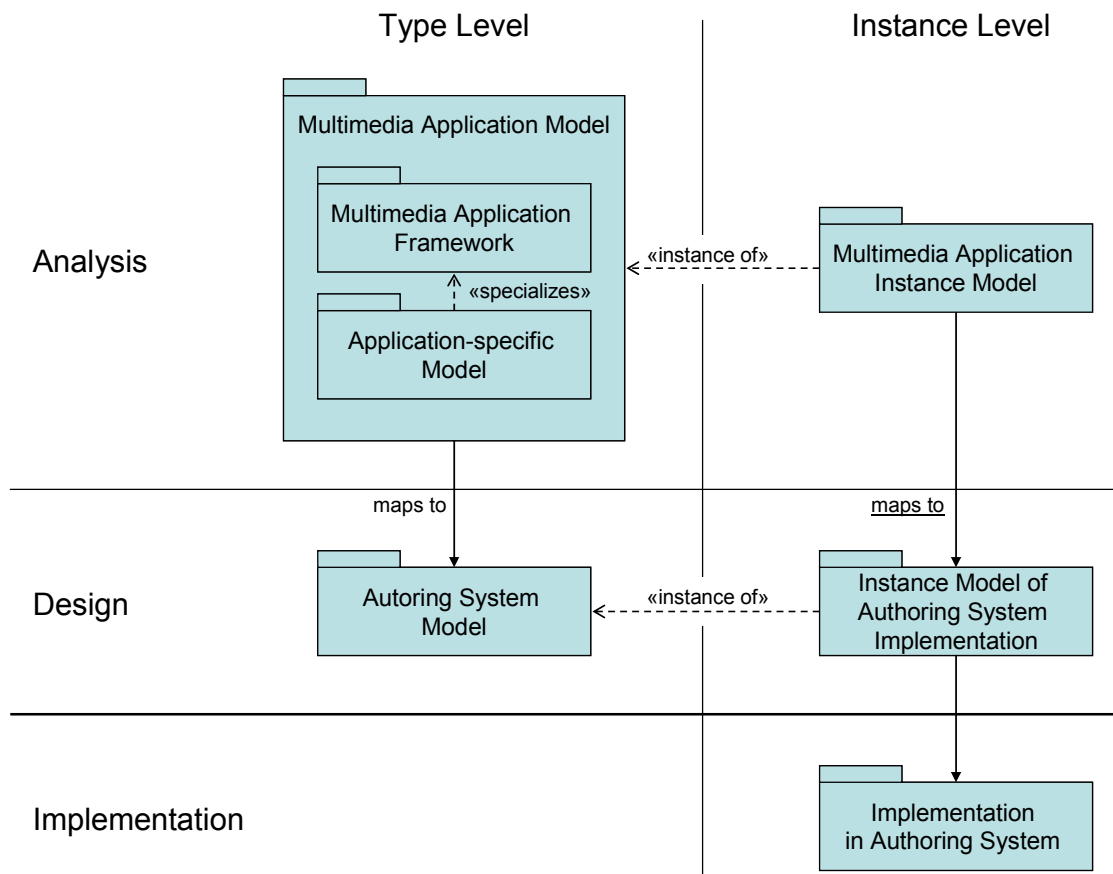 Type Level
Instance Level
Multimedia Application Model
Multimedia Application
Framework
«specializes»
Application-specific
Model
Analysis
«instance of»
Multimedia Application
Instance Model
maps to
maps to
Design
Autoring System
Model
«instance of»
Instance Model of
Authoring System
Implementation
Implementation
Implementation
in Authoring System